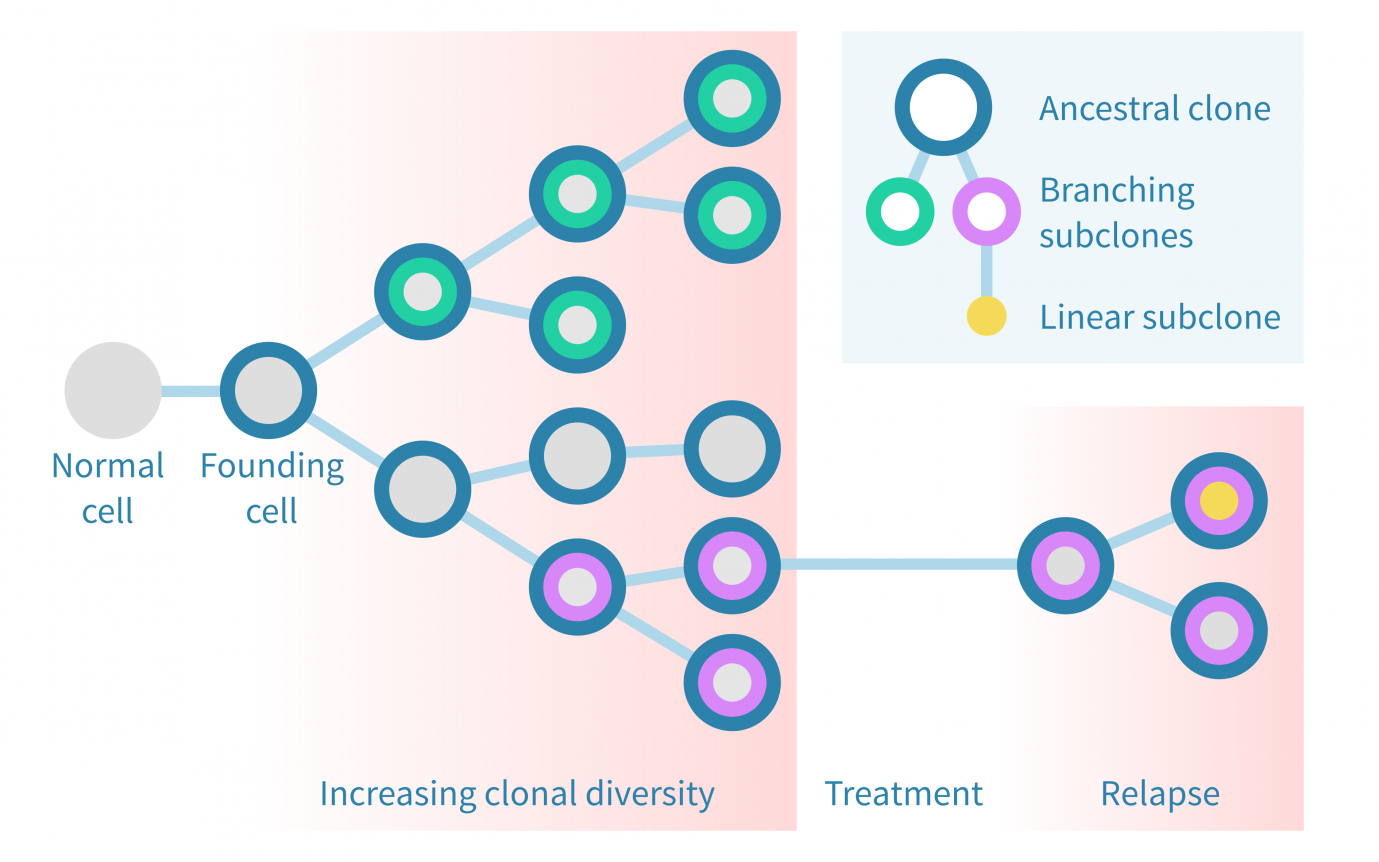 Ancestral clone
Branching
subclones
Linear subclone
Normal
cell
Founding
cell
Increasing clonal diversity
Treatment
Relapse